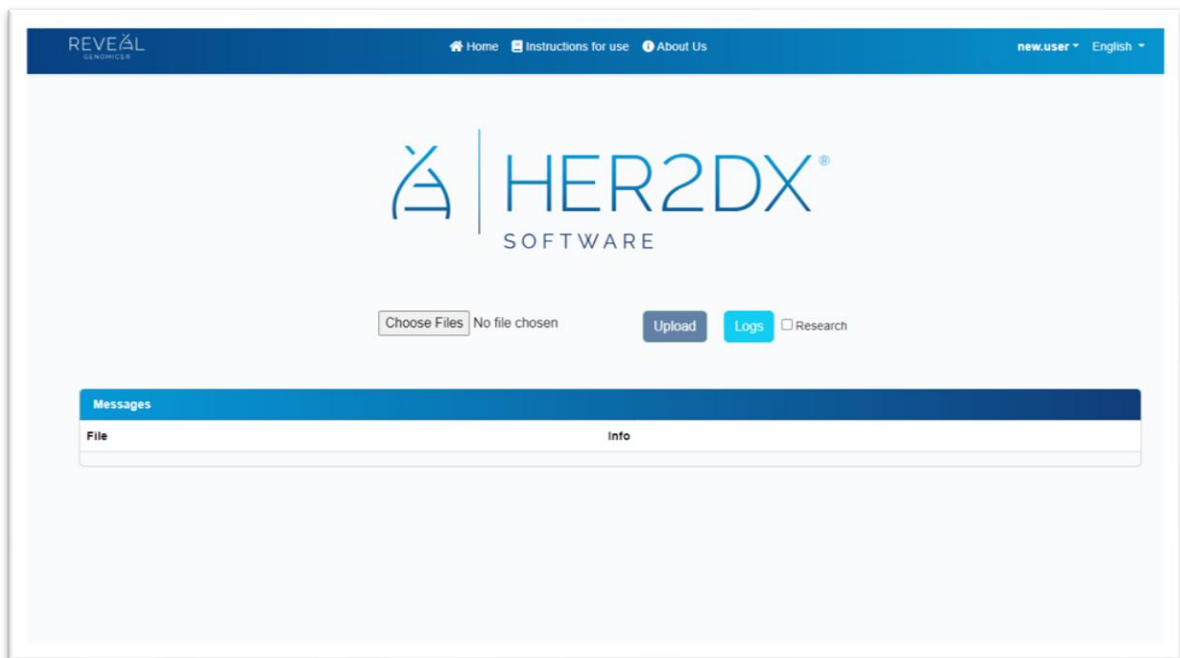 REVEAL
GENOMICS®
Home Instructions for use About Us
new.user English
HER2DX®
SOFTWARE
Choose Files No file chosen Upload Logs Research
Messages
File Info